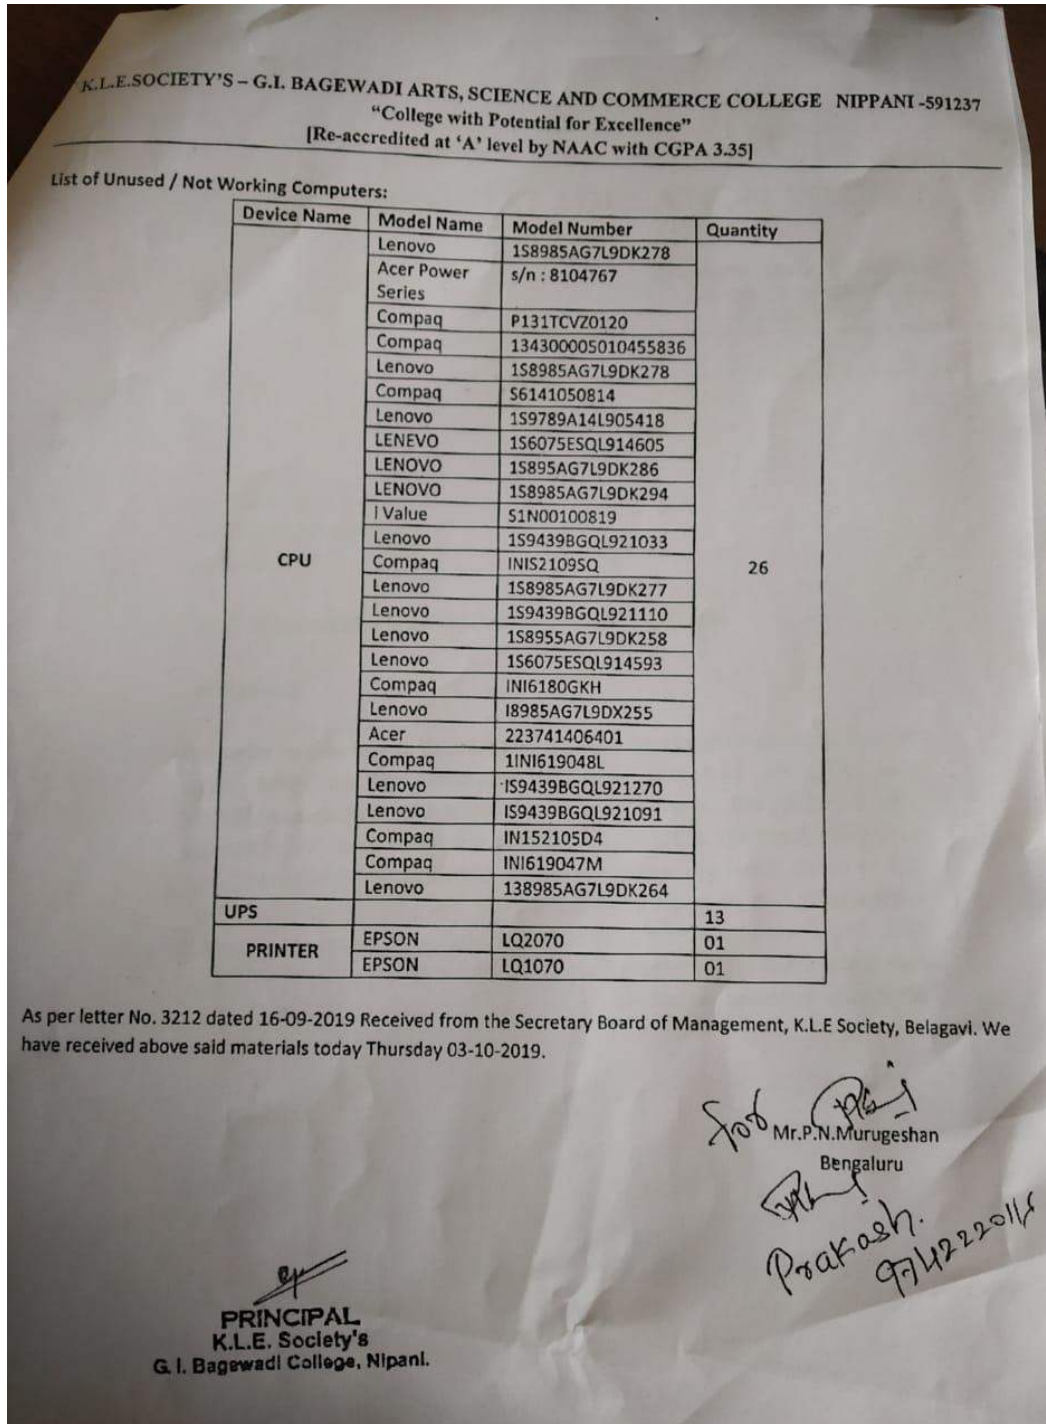 K.L.E.SOCIETY'S – G.I. BAGEWADI ARTS, SCIENCE AND COMMERCE COLLEGE NIPPANI -591237
"College with Potential for Excellence"
[Re-accredited at 'A' level by NAAC with CGPA 3.35]
List of Unused / Not Working Computers:
Device Name Model Name Model Number Quantity
Lenovo 1S8985AG7L9DK278
Acer Power Series s/n : 8104767
Compaq P131TCVZ0120
Compaq 134300005010455836
Lenovo 1S8985AG7L9DK278
Compaq S6141050814
Lenovo 1S9789A14L905418
LENEVO 1S6075ESQL914605
LENOVO 1S895AG7L9DK286
LENOVO 1S8985AG7L9DK294
I Value S1N00100819
Lenovo 1S9439BGQL921033
CPU Compaq INIS2109SQ 26
Lenovo 1S8985AG7L9DK277
Lenovo 1S9439BGQL921110
Lenovo 1S8955AG7L9DK258
Lenovo 1S6075ESQL914593
Compaq INI6180GKH
Lenovo I8985AG7L9DX255
Acer 223741406401
Compaq 1INI619048L
Lenovo IS9439BGQL921270
Lenovo IS9439BGQL921091
Compaq IN152105D4
Compaq INI619047M
Lenovo 138985AG7L9DK264
UPS 13
PRINTER EPSON LQ2070 01
EPSON LQ1070 01
As per letter No. 3212 dated 16-09-2019 Received from the Secretary Board of Management, K.L.E Society, Belagavi. We
have received above said materials today Thursday 03-10-2019.
for
Mr.P.N.Murugeshan
Bengaluru
Prakash.
PRINCIPAL
K.L.E. Society's
G. I. Bagewadi College, Nipani.